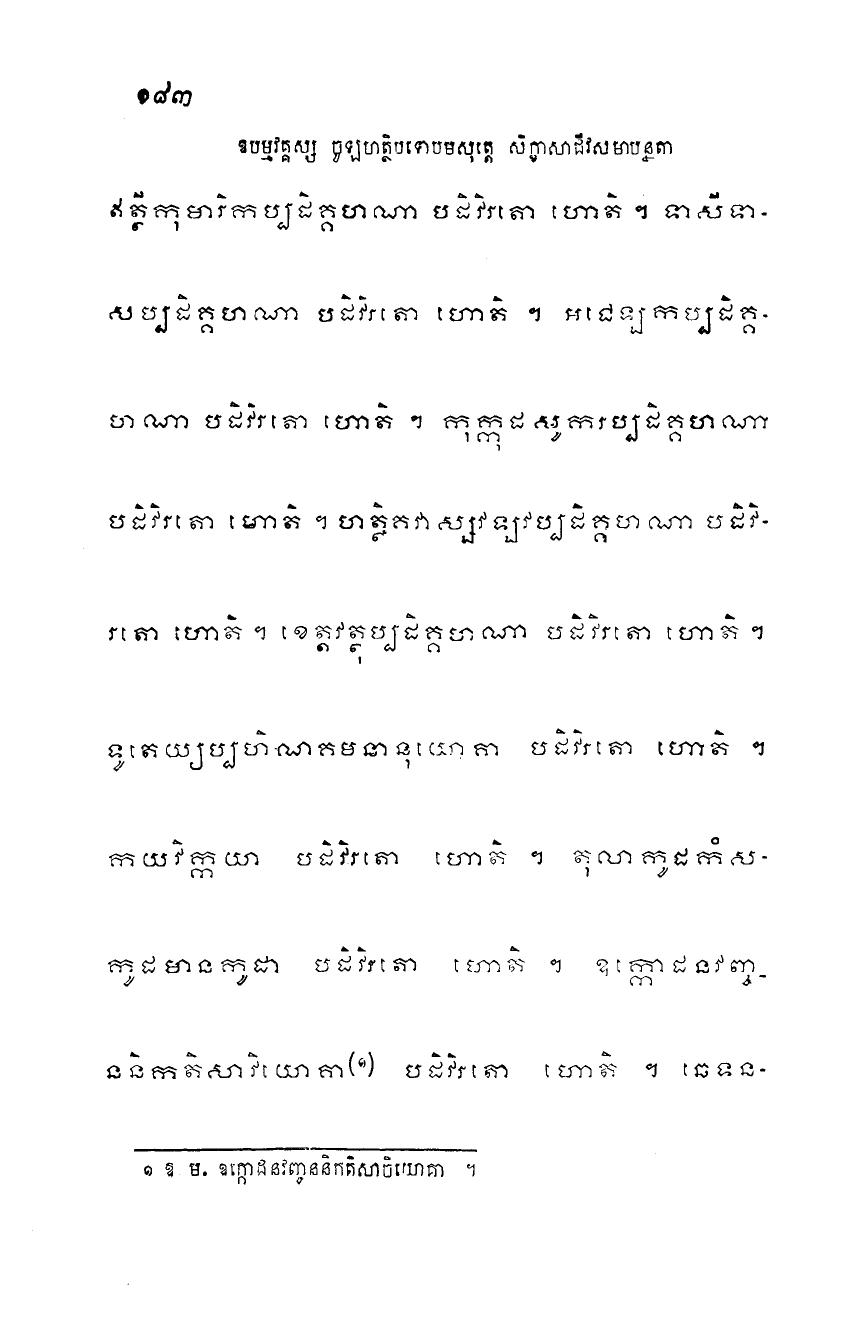 ១៨៣
ឧបម្មវគ្គស្ស ចូឡហត្ថិបទោបមសុត្តេ សិក្ខាសាជីវសមាបន្នតា
ឥត្ថីកុមារិកប្បដិគ្គហណា បដិវិរតោ ហោតិ ។ ទាសីទា-
សប្បដិគ្គហណា បដិវិរតោ ហោតិ ។ អជេឡកប្បដិគ្គ-
ហណា បដិវិរតោ ហោតិ ។ កុក្កុដសូករប្បដិគ្គហណា
បដិវិរតោ ហោតិ ។ ហត្ថិគវាស្សវឡវប្បដិគ្គហណា បដិវិ-
រតោ ហោតិ ។ ខេត្តវត្ថុប្បដិគ្គហណា បដិវិរតោ ហោតិ ។
ទូតេយ្យប្បហិណគមនានុយោគា បដិវិរតោ ហោតិ ។
កយវិក្កយា បដិវិរតោ ហោតិ ។ តុលាកូដកំស-
កូដមានកូដា បដិវិរតោ ហោតិ ។ ឧក្កោដនវញ្ច-
ននិកតិសាវិយោគា(១) បដិវិរតោ ហោតិ ។ ឆេទន-
១ ឱ ម. ឧក្កោដនវញ្ចននិកតិសាចិយោគា ។